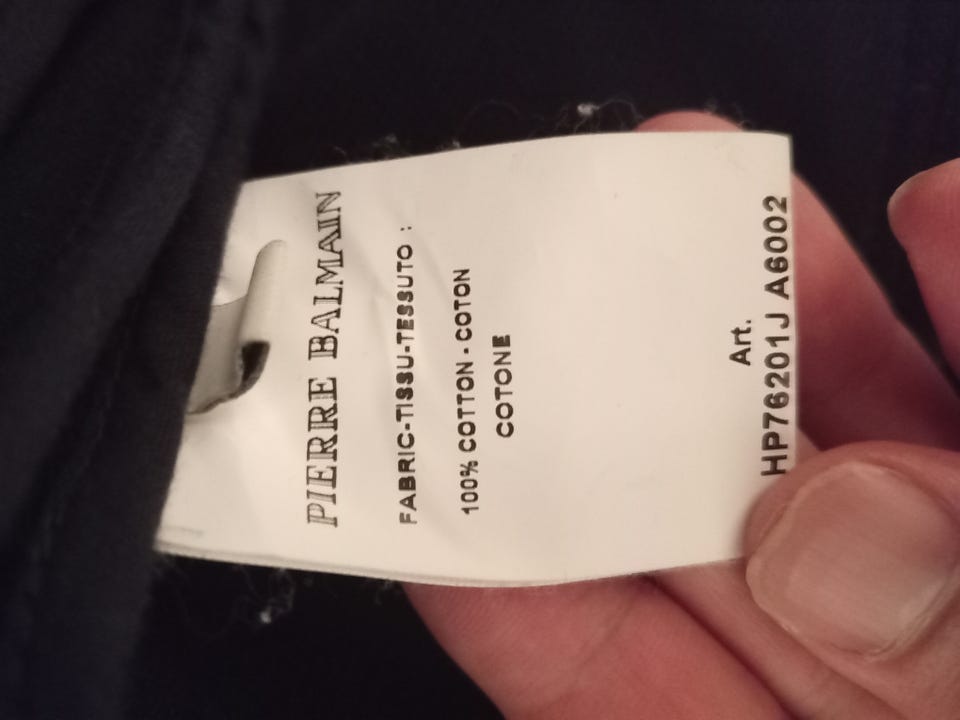 PIERRE BALMAIN
FABRIC-TISSU-TESSUTO :
100% COTTON - COTON
COTONE
Art.
HP76201J A6002